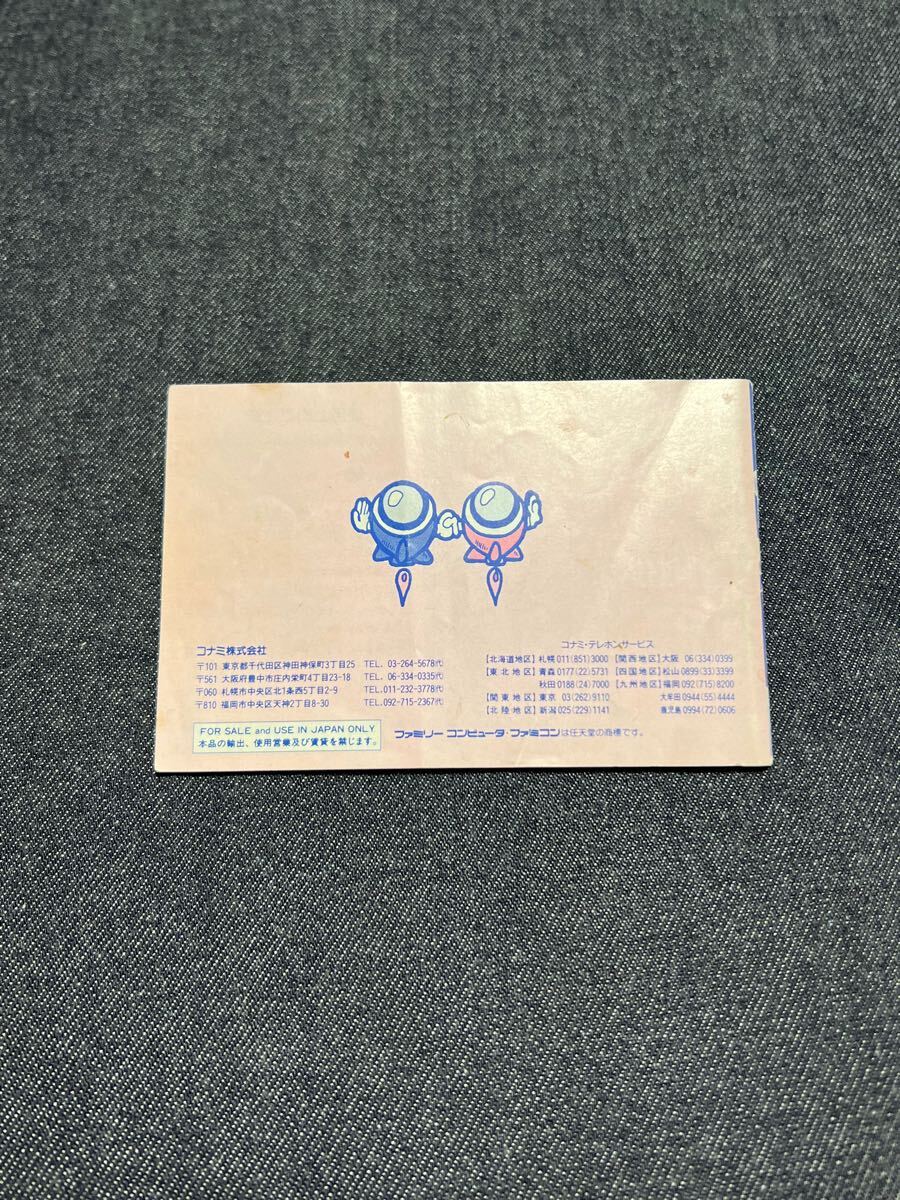 コナミ株式会社
〒101 東京都千代田区神田神保町3丁目25 TEL. 03-264-5678㈹
〒561 大阪府豊中市庄内栄町4丁目23-18 TEL. 06-334-0335㈹
〒060 札幌市中央区北1条西5丁目2-9 TEL.011-232-3778㈹
〒810 福岡市中央区天神2丁目8-30 TEL.092-715-2367㈹
FOR SALE and USE IN JAPAN ONLY
本品の輸出、使用営業及び賃貸を禁じます。
コナミ・テレホンサービス
【北海道地区】札幌 011(851)3000 【関西地区】大阪 06(334)0399
【東北地区】青森 0177(22)5731 【四国地区】松山 0899(33)3399
秋田 0188(24)7000 【九州地区】福岡 092(715)8200
【関東地区】東京 03(262)9110 大牟田 0944(55)4444
【北陸地区】新潟 025(229)1141 鹿児島 0994(72)0606
ファミリーコンピュータ・ファミコンは任天堂の商標です。